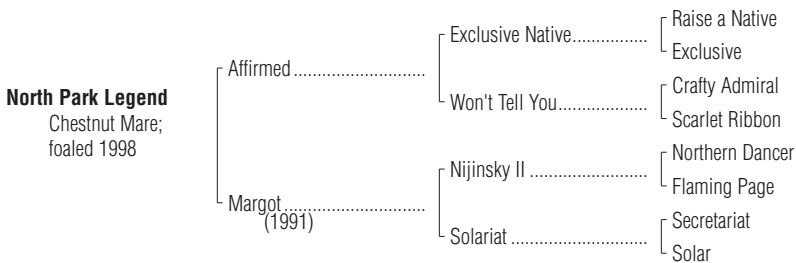 North Park Legend
Chestnut Mare;
foaled 1998
Affirmed...........................
Margot..............................
(1991)
Exclusive Native................
Won't Tell You...................
Nijinsky II .........................
Solariat .............................
Raise a Native
Exclusive
Crafty Admiral
Scarlet Ribbon
Northern Dancer
Flaming Page
Secretariat
Solar